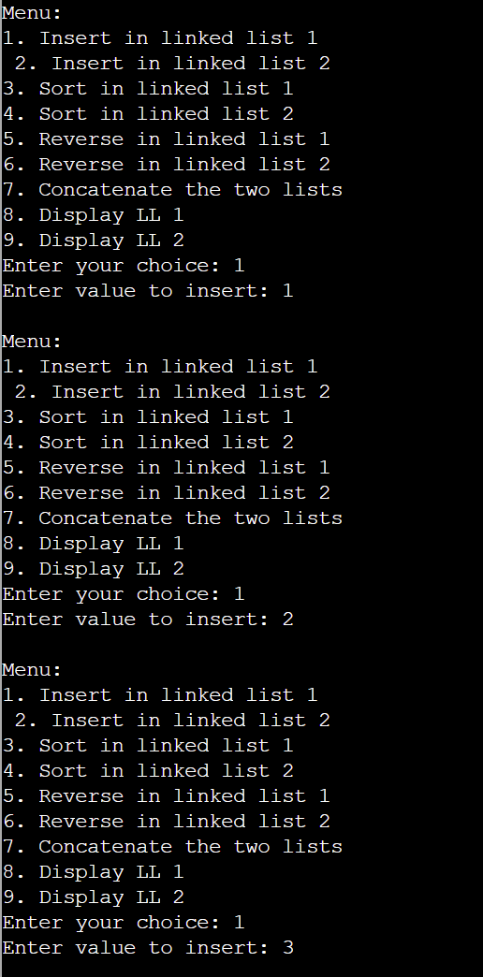 Menu:
1. Insert in linked list 1
 2. Insert in linked list 2
3. Sort in linked list 1
4. Sort in linked list 2
5. Reverse in linked list 1
6. Reverse in linked list 2
7. Concatenate the two lists
8. Display LL 1
9. Display LL 2
Enter your choice: 1
Enter value to insert: 1

Menu:
1. Insert in linked list 1
 2. Insert in linked list 2
3. Sort in linked list 1
4. Sort in linked list 2
5. Reverse in linked list 1
6. Reverse in linked list 2
7. Concatenate the two lists
8. Display LL 1
9. Display LL 2
Enter your choice: 1
Enter value to insert: 2

Menu:
1. Insert in linked list 1
 2. Insert in linked list 2
3. Sort in linked list 1
4. Sort in linked list 2
5. Reverse in linked list 1
6. Reverse in linked list 2
7. Concatenate the two lists
8. Display LL 1
9. Display LL 2
Enter your choice: 1
Enter value to insert: 3